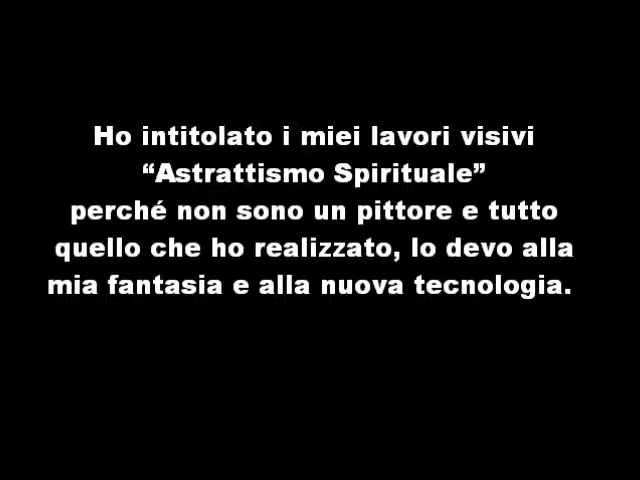 Ho intitolato i miei lavori visivi
“Astrattismo Spirituale”
perché non sono un pittore e tutto
quello che ho realizzato, lo devo alla
mia fantasia e alla nuova tecnologia.